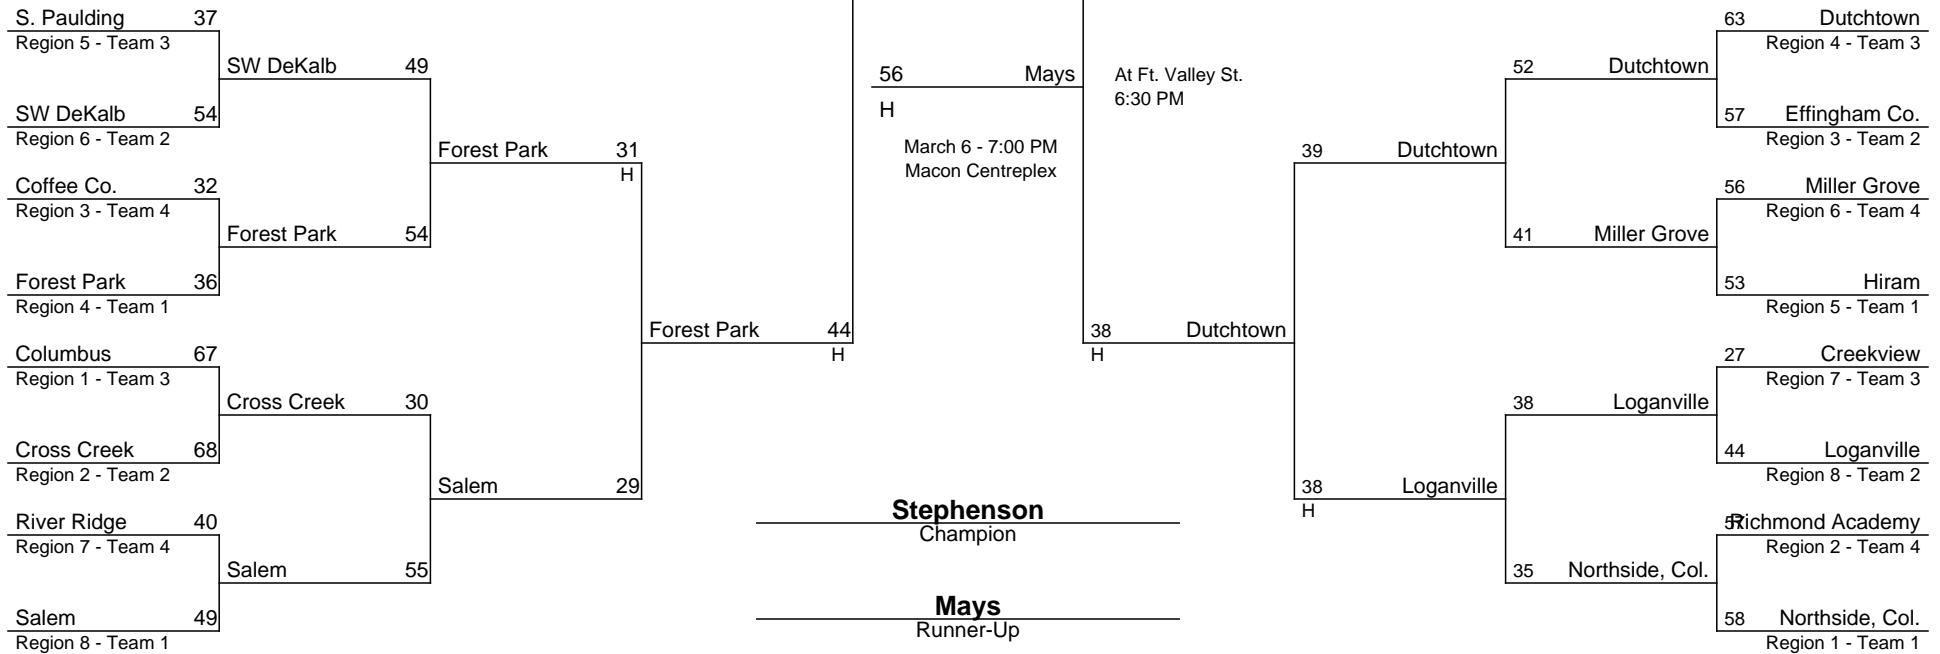 S. Paulding 37
Region 5 - Team 3
SW DeKalb 49
SW DeKalb 54
Region 6 - Team 2
Forest Park 31
H
Coffee Co. 32
Region 3 - Team 4
Forest Park 54
Forest Park 36
Region 4 - Team 1
Forest Park 44
H
Columbus 67
Region 1 - Team 3
Cross Creek 30
Cross Creek 68
Region 2 - Team 2
Salem 29
River Ridge 40
Region 7 - Team 4
Salem 55
Salem 49
Region 8 - Team 1
56 Mays
H
March 6 - 7:00 PM
Macon Centreplex
At Ft. Valley St.
6:30 PM
Stephenson
Champion
Mays
Runner-Up
63 Dutchtown
Region 4 - Team 3
52 Dutchtown
57 Effingham Co.
Region 3 - Team 2
39 Dutchtown
56 Miller Grove
Region 6 - Team 4
41 Miller Grove
53 Hiram
Region 5 - Team 1
38 Dutchtown
H
27 Creekview
Region 7 - Team 3
38 Loganville
44 Loganville
Region 8 - Team 2
38 Loganville
H
57 Richmond Academy
Region 2 - Team 4
35 Northside, Col.
58 Northside, Col.
Region 1 - Team 1